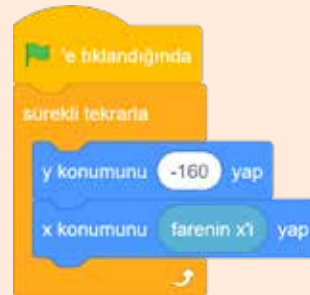 'e tıklandığında
sürekli tekrarla
y konumunu -160 yap
x konumunu farenin x'i yap